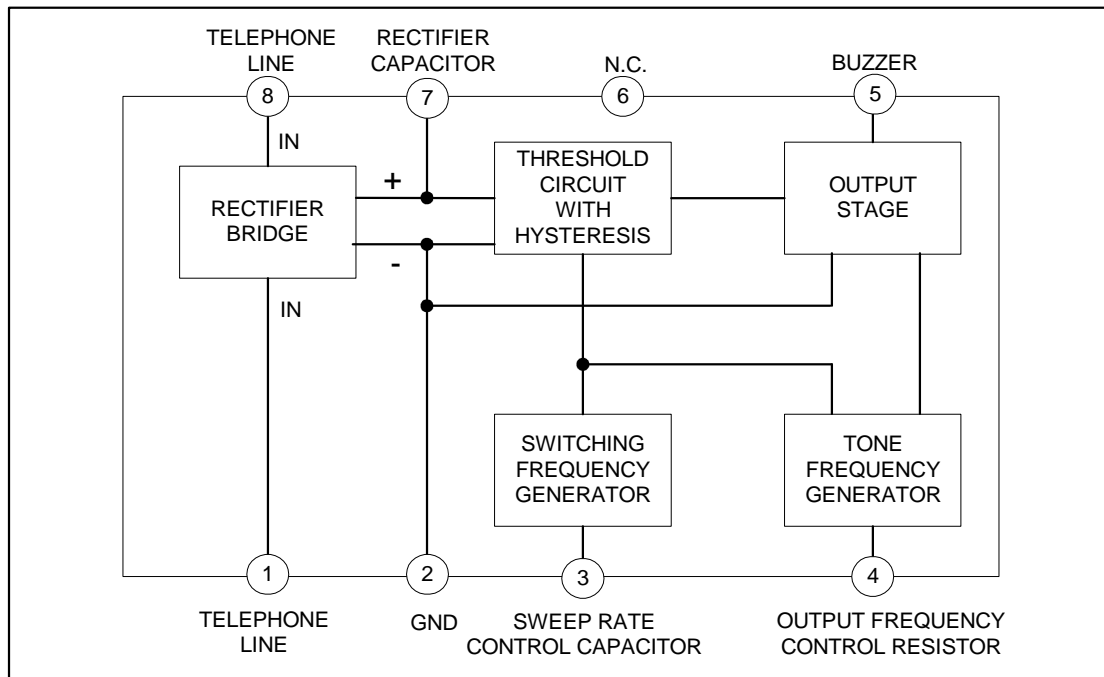 TELEPHONE
LINE
RECTIFIER
CAPACITOR
N.C.
BUZZER
8
7
6
5
IN
RECTIFIER
BRIDGE
+
-
THRESHOLD
CIRCUIT
WITH
HYSTERESIS
OUTPUT
STAGE
IN
SWITCHING
FREQUENCY
GENERATOR
TONE
FREQUENCY
GENERATOR
1
2
3
4
TELEPHONE
LINE
GND
SWEEP RATE
CONTROL CAPACITOR
OUTPUT FREQUENCY
CONTROL RESISTOR